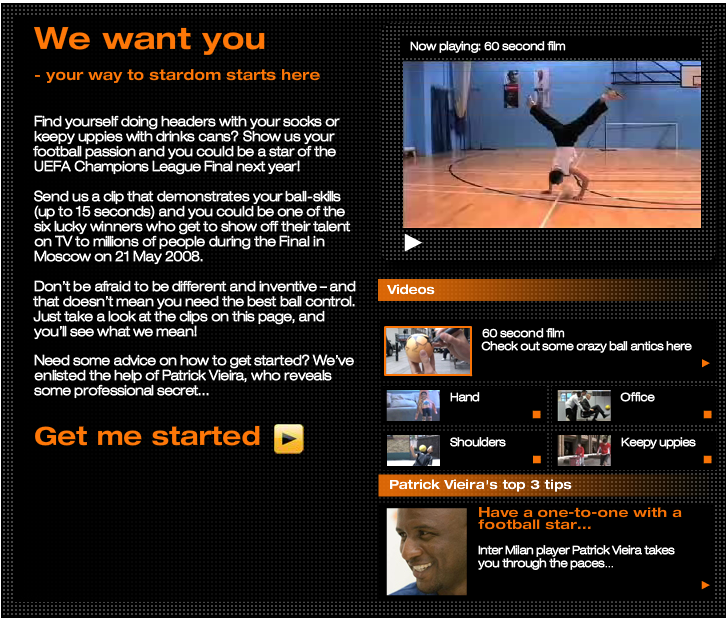 We want you
- your way to stardom starts here
Find yourself doing headers with your socks or
keepy uppies with drinks cans? Show us your
football passion and you could be a star of the
UEFA Champions League Final next year!
Send us a clip that demonstrates your ball-skills
(up to 15 seconds) and you could be one of the
six lucky winners who get to show off their talent
on TV to millions of people during the Final in
Moscow on 21 May 2008.
Don't be afraid to be different and inventive – and
that doesn't mean you need the best ball control.
Just take a look at the clips on this page, and
you'll see what we mean!
Need some advice on how to get started? We've
enlisted the help of Patrick Vieira, who reveals
some professional secret...
Get me started
Now playing: 60 second film
Videos
60 second film
Check out some crazy ball antics here
Hand
Office
Shoulders
Keepy uppies
Patrick Vieira's top 3 tips
Have a one-to-one with a
football star...
Inter Milan player Patrick Vieira takes
you through the paces...